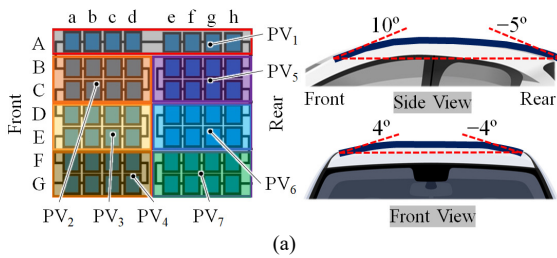 a b c d e f g h
A
B
C
D
E
F
G
Front
Rear
PV1
PV5
PV6
PV2 PV3 PV4 PV7
10º −5º
Front Rear
Side View
4º −4º
Front View
(a)